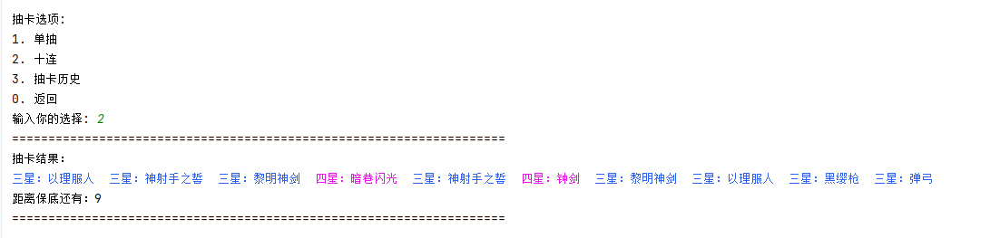 抽卡选项:
1. 单抽
2. 十连
3. 抽卡历史
0. 返回
输入你的选择: 2
====================================================================
抽卡结果:
三星: 以理服人 三星: 神射手之誓 三星: 黎明神剑 四星: 暗巷闪光 三星: 神射手之誓 四星: 钟剑 三星: 黎明神剑 三星: 以理服人 三星: 黑缨枪 三星: 弹弓
距离保底还有: 9
====================================================================